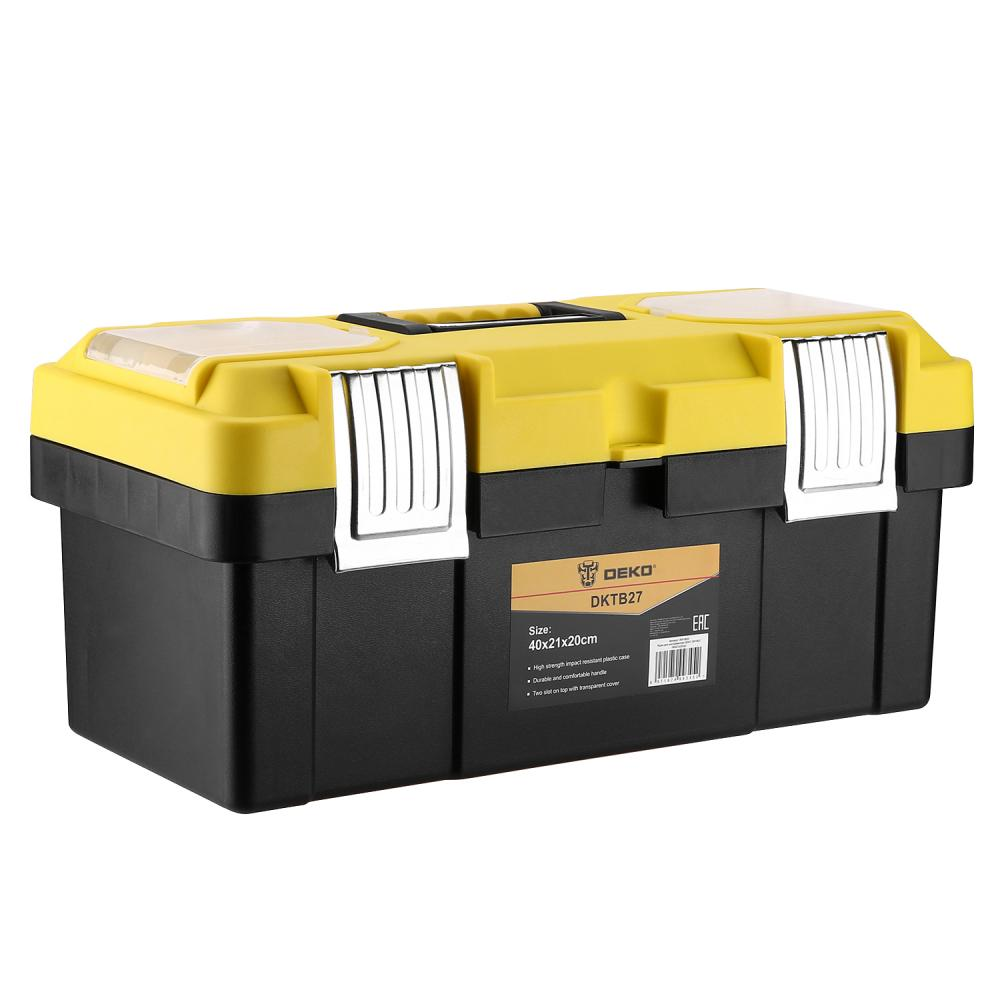 DEKO®
DKTB27
Size:
40x21x20cm
• High strength impact resistant plastic case
• Durable and comfortable handle
• Two slot on top with transparent cover
EAC